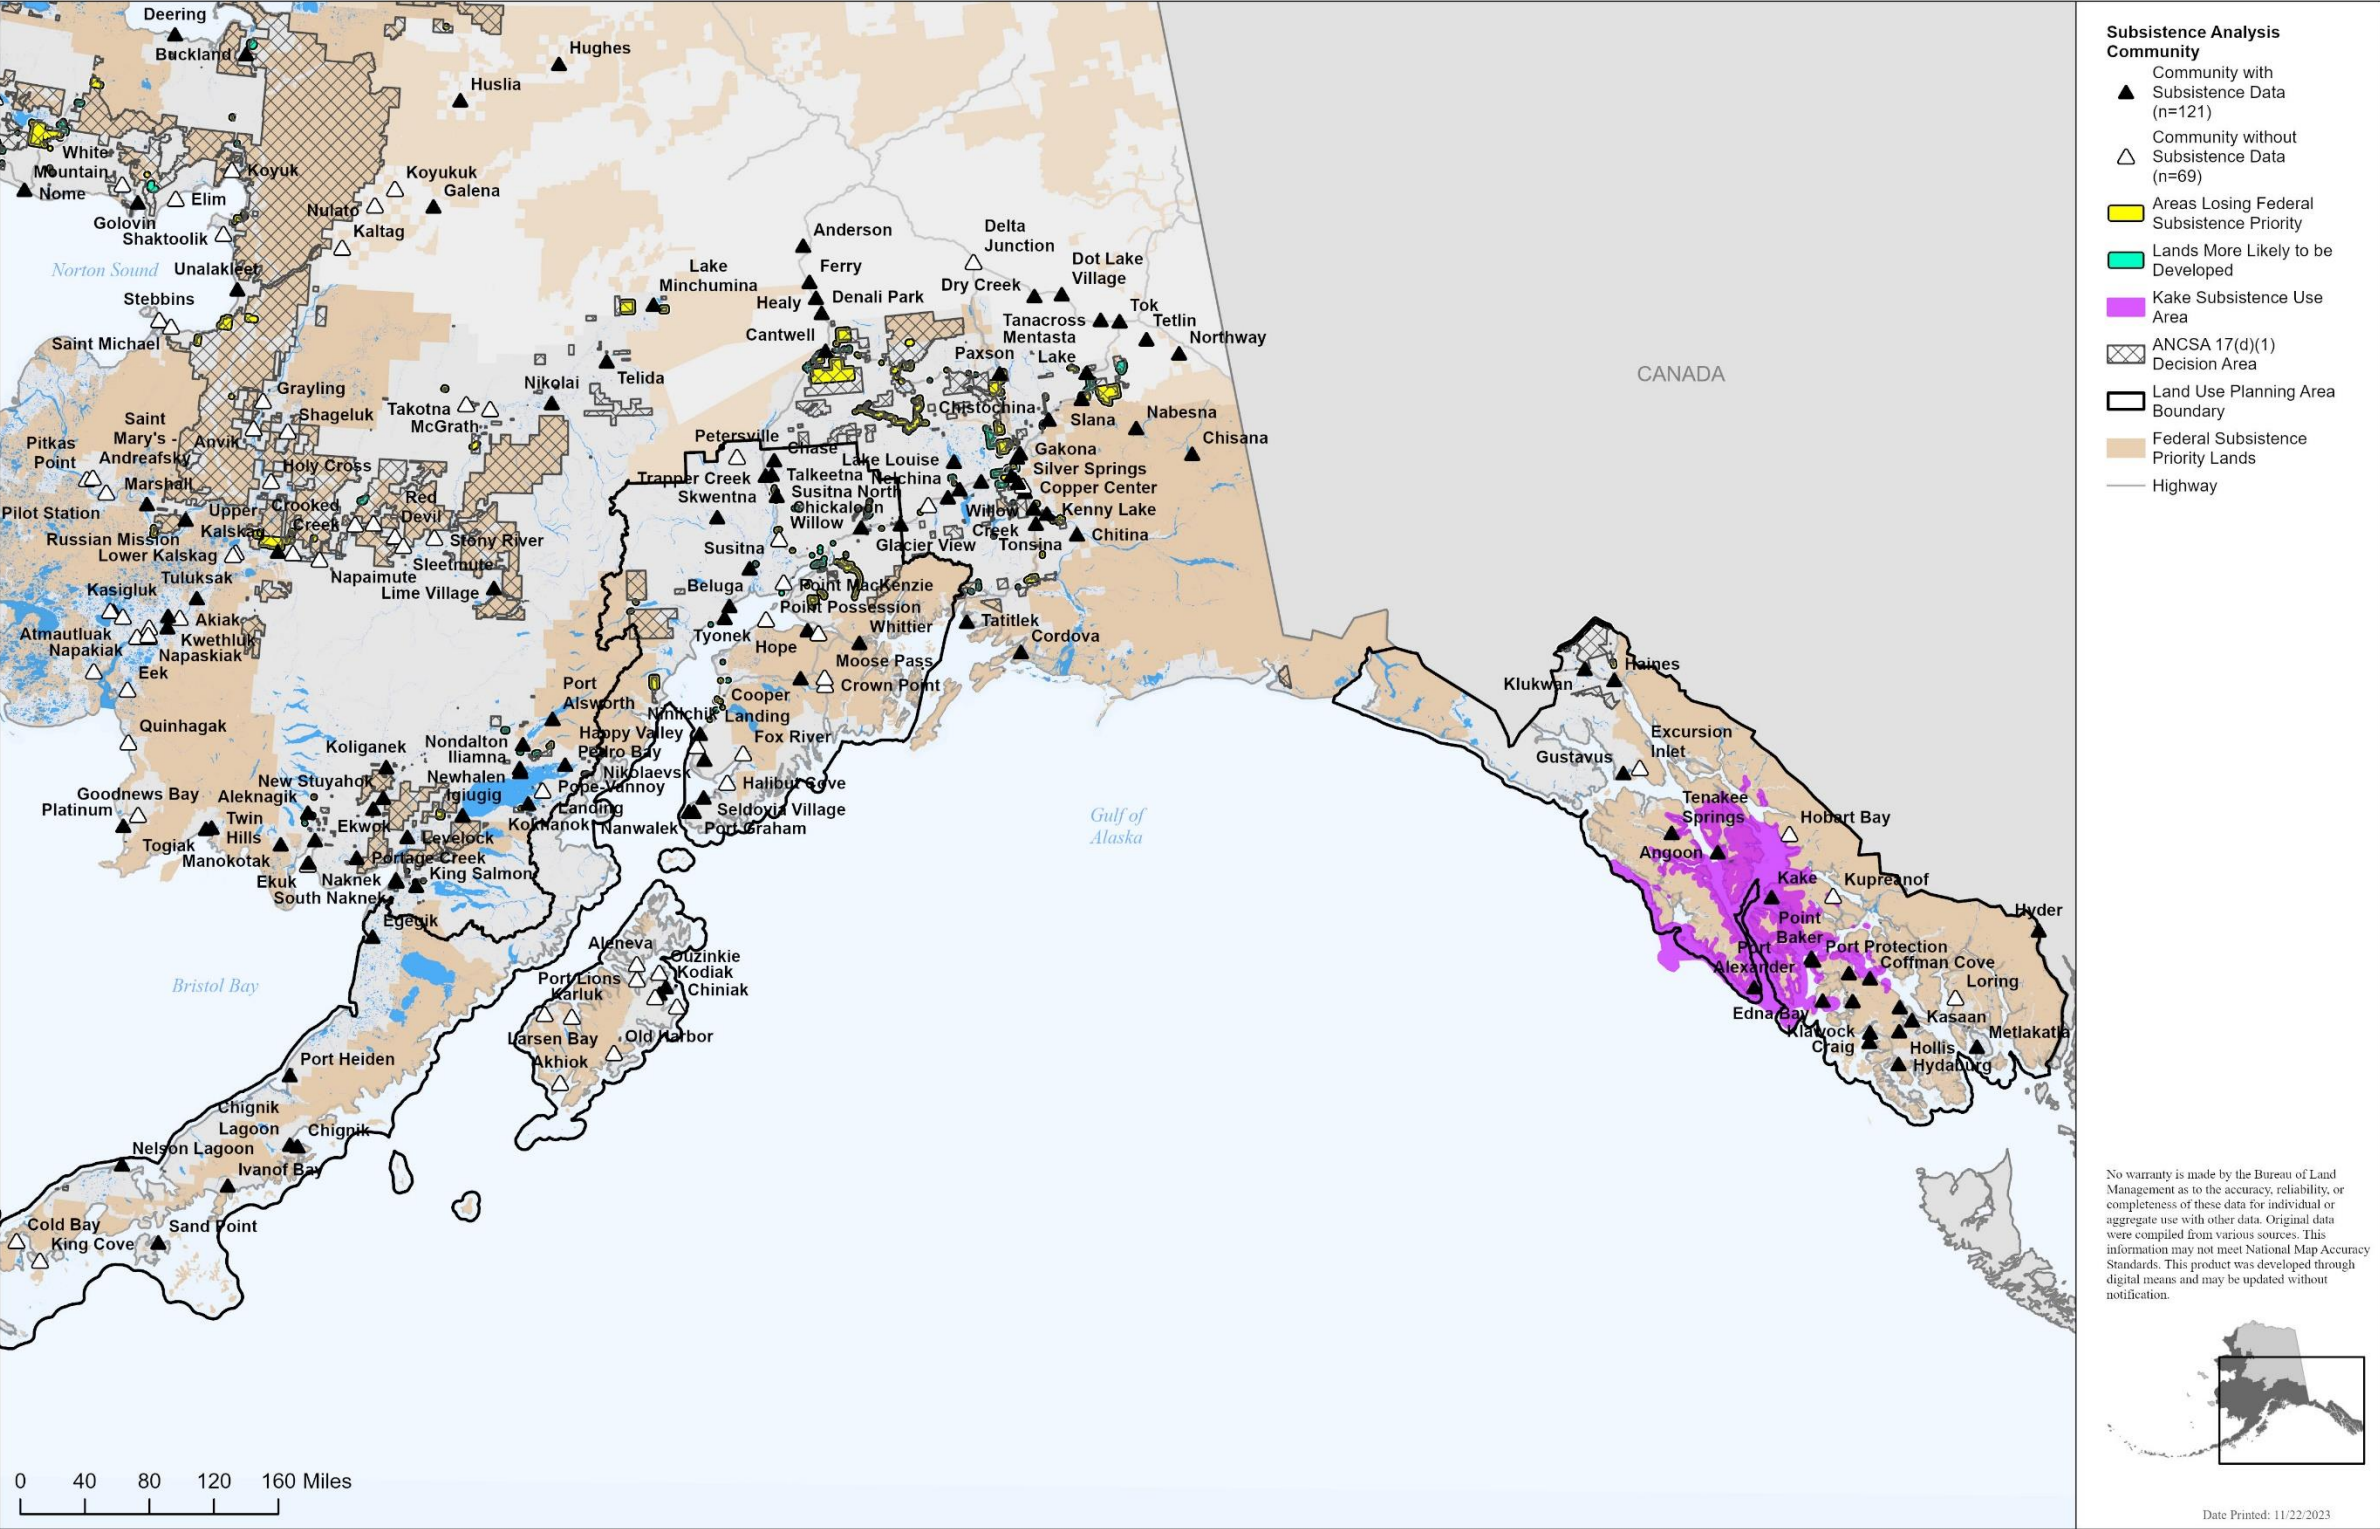 Deering
Buckland
Hughes
Huslia
White
Mountain
Nome
Koyuk
Elim
Golovin
Shaktoolik
Koyukuk
Galena
Nulato
Kaltag
Norton Sound
Unalakleet
Stebbins
Saint Michael
Anderson
Ferry
Healy
Denali Park
Cantwell
Lake
Minchumina
Delta
Junction
Dry Creek
Dot Lake
Village
Tok
Tanacross
Tetlin
Mentasta
Lake
Northway
Paxson
CANADA
Grayling
Shageluk
Anvik
Takotna
McGrath
Nikolai
Telida
Saint
Mary's -
Andreafsky
Pitkas
Point
Holy Cross
Marshall
Pilot Station
Russian Mission
Upper
Kalskag
Lower Kalskag
Crooked
Creek
Red
Devil
Stony River
Sleetmute
Napaimute
Lime Village
Tuluksak
Kasigluk
Akiak
Atmautluak
Kwethluk
Napakiak
Napaskiak
Eek
Quinhagak
Goodnews Bay
Platinum
Petersville
Chase
Trapper Creek
Talkeetna
Skwentna
Susitna North
Chickaloon
Willow
Susitna
Lake Louise
Nelchina
Glacier View
Chistochina
Slana
Nabesna
Chisana
Gakona
Silver Springs
Copper Center
Willow
Creek
Kenny Lake
Tonsina
Chitina
Beluga
Point MacKenzie
Point Possession
Tyonek
Whittier
Hope
Moose Pass
Crown Point
Cooper
Landing
Tatitlek
Cordova
Ninilchik
Happy Valley
Fox River
Nikolaevsk
Halibut Cove
Seldovia Village
Nanwalek
Port Graham
Port
Alsworth
Nondalton
Iliamna
Pedro Bay
Newhalen
Pope-Vannoy
Landing
Igiugig
Kokhanok
Koliganek
New Stuyahok
Aleknagik
Twin
Hills
Togiak
Manokotak
Ekwok
Levelock
Portage Creek
Ekuk
Naknek
King Salmon
South Naknek
Egegik
Bristol Bay
Gulf of
Alaska
Aleneva
Ouzinkie
Kodiak
Port Lions
Chiniak
Karluk
Larsen Bay
Old Harbor
Akhiok
Port Heiden
Chignik
Lagoon
Chignik
Nelson Lagoon
Ivanof Bay
Sand Point
Cold Bay
King Cove
Haines
Klukwan
Excursion
Inlet
Gustavus
Tenakee
Springs
Hobart Bay
Angoon
Kake
Kupreanof
Point
Baker
Port Protection
Port
Alexander
Coffman Cove
Hyder
Loring
Edna Bay
Kasaan
Klawock
Craig
Metlakatla
Hollis
Hydaburg
0 40 80 120 160 Miles
Subsistence Analysis
Community
Community with
Subsistence Data
(n=121)
Community without
Subsistence Data
(n=69)
Areas Losing Federal
Subsistence Priority
Lands More Likely to be
Developed
Kake Subsistence Use
Area
ANCSA 17(d)(1)
Decision Area
Land Use Planning Area
Boundary
Federal Subsistence
Priority Lands
Highway
No warranty is made by the Bureau of Land
Management as to the accuracy, reliability, or
completeness of these data for individual or
aggregate use with other data. Original data
were compiled from various sources. This
information may not meet National Map Accuracy
Standards. This product was developed through
digital means and may be updated without
notification.
Date Printed: 11/22/2023